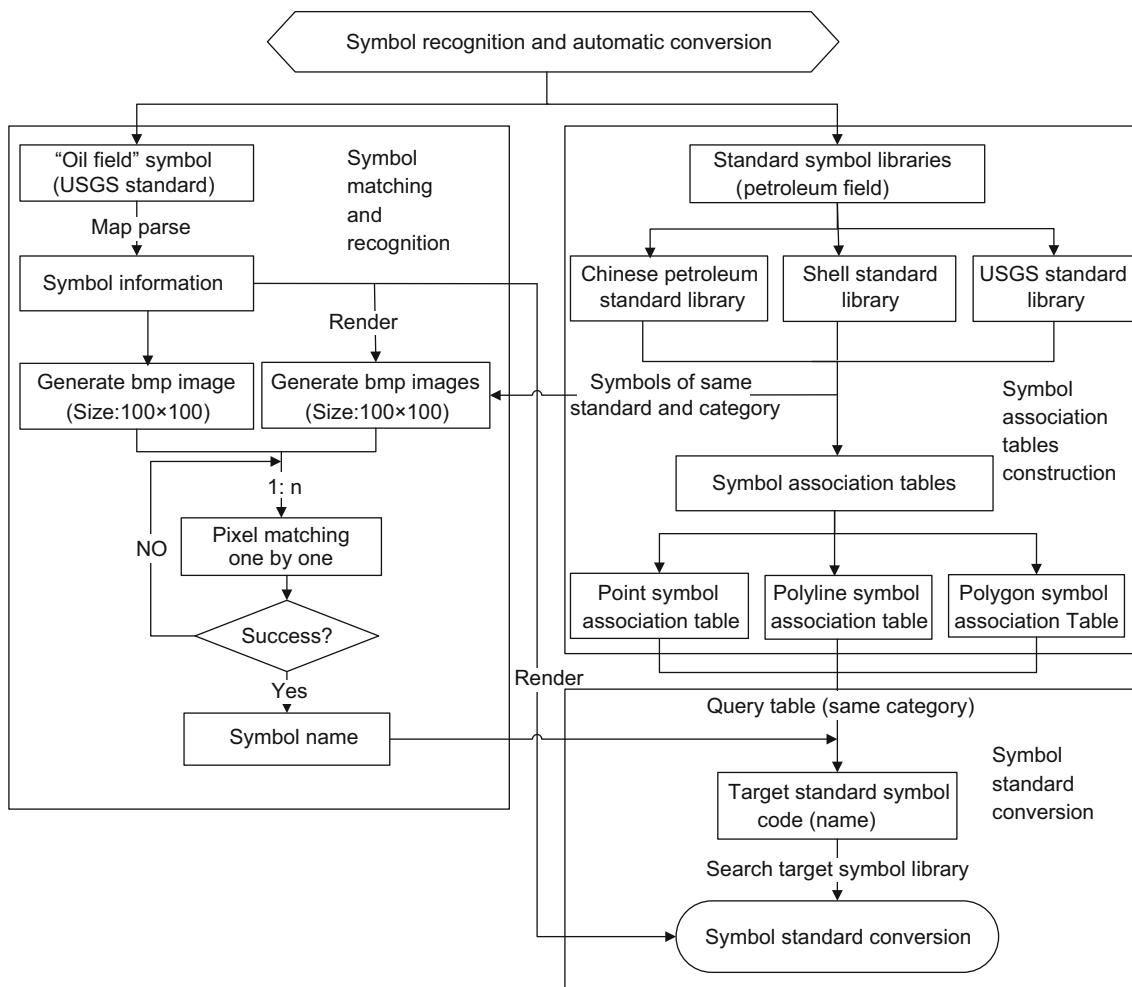 Symbol recognition and automatic conversion
“Oil field” symbol
(USGS standard)
Symbol
matching
and
recognition
Map parse
Symbol information
Render
Generate bmp image
(Size:100×100)
Generate bmp images
(Size:100×100)
1: n
Pixel matching
one by one
NO
Success?
Yes
Symbol name
Render
Standard symbol libraries
(petroleum field)
Chinese petroleum
standard library
Shell standard
library
USGS standard
library
Symbols of same
standard and category
Symbol
association
tables
construction
Symbol association tables
Point symbol
association table
Polyline symbol
association table
Polygon symbol
association Table
Query table (same category)
Symbol
standard
conversion
Target standard symbol
code (name)
Search target symbol library
Symbol standard conversion